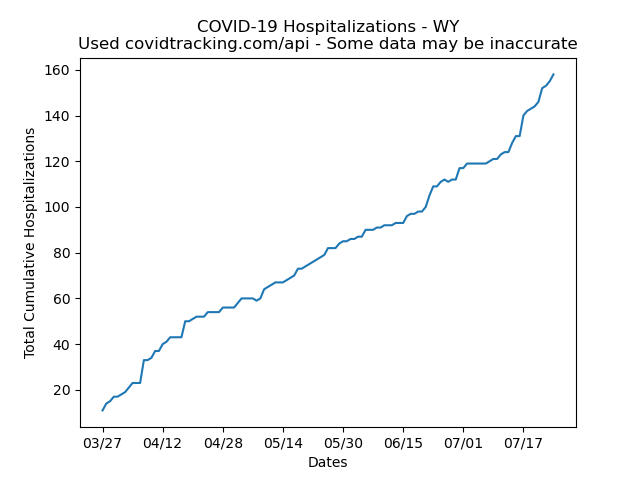 COVID-19 Hospitalizations - WY
Used covidtracking.com/api - Some data may be inaccurate
Total Cumulative Hospitalizations
160
140
120
100
80
60
40
20
03/27 04/12 04/28 05/14 05/30 06/15 07/01 07/17
Dates